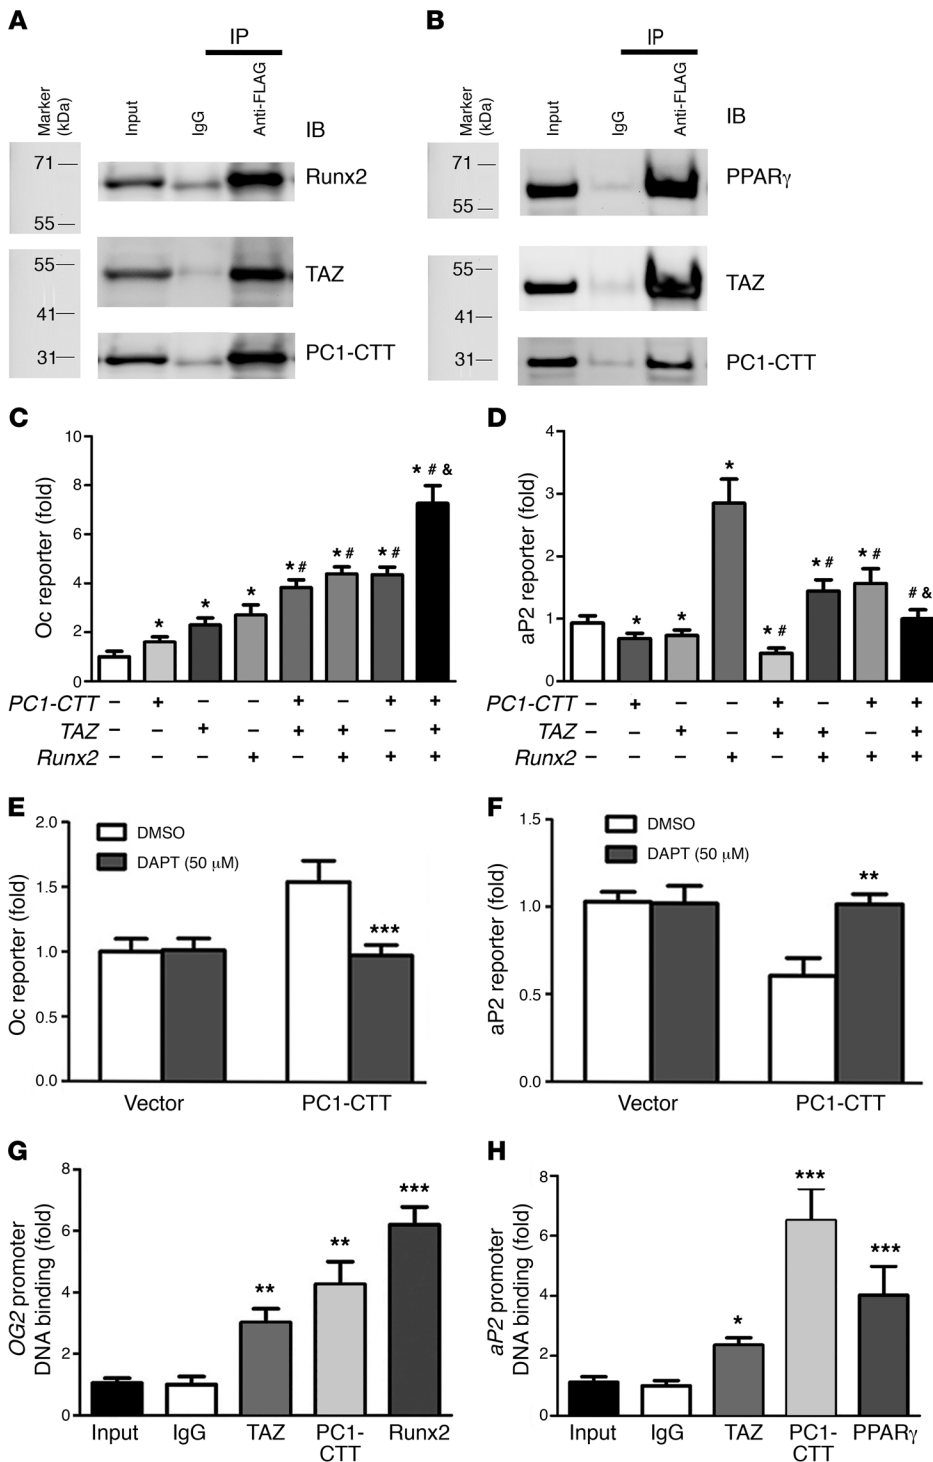 A
IP
Marker
(kDa)
Input
IgG
Anti-FLAG
IB
71
Runx2
55
55
TAZ
41
31
PC1-CTT
B
IP
Marker
(kDa)
Input
IgG
Anti-FLAG
IB
71
PPARγ
55
55
TAZ
41
31
PC1-CTT
C
Oc reporter (fold)
10
8
6
4
2
0
*
*
*
* #
* #
* #
* # &
PC1-CTT – + – – + – + +
TAZ – – + – + + – +
Runx2 – – – + – + + +
D
aP2 reporter (fold)
4
3
2
1
0
*
*
*
* #
* #
* #
# &
PC1-CTT – + – – + – + +
TAZ – – + – + + – +
Runx2 – – – + – + + +
E
Oc reporter (fold)
2.0
1.5
1.0
0.5
0.0
DMSO
DAPT (50 μM)
***
Vector PC1-CTT
F
aP2 reporter (fold)
1.5
1.0
0.5
0.0
DMSO
DAPT (50 μM)
**
Vector PC1-CTT
G
OG2 promoter
DNA binding (fold)
8
6
4
2
0
**
**
***
Input IgG TAZ PC1- Runx2
CTT
H
aP2 promoter
DNA binding (fold)
8
6
4
2
0
*
***
***
Input IgG TAZ PC1- PPARγ
CTT